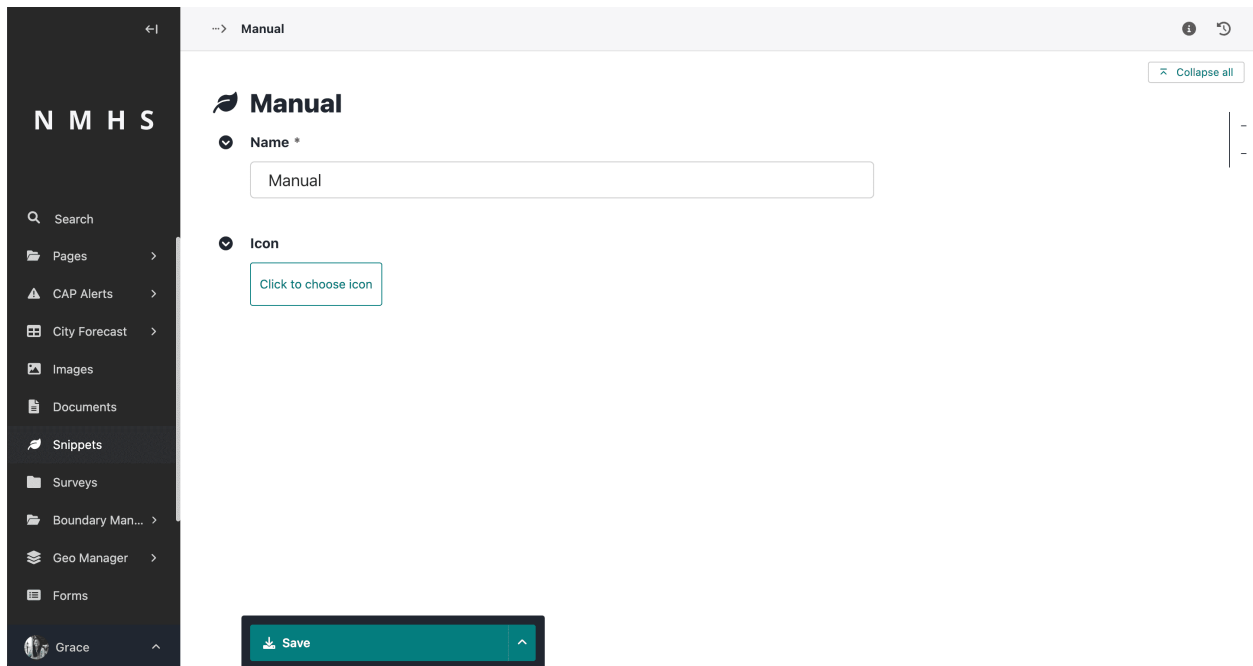 Manual
Collapse all
NMHS
Manual
Name *
Manual
Search
Icon
Pages
Click to choose icon
CAP Alerts
City Forecast
Images
Documents
Snippets
Surveys
Boundary Man...
Geo Manager
Forms
Save
Grace